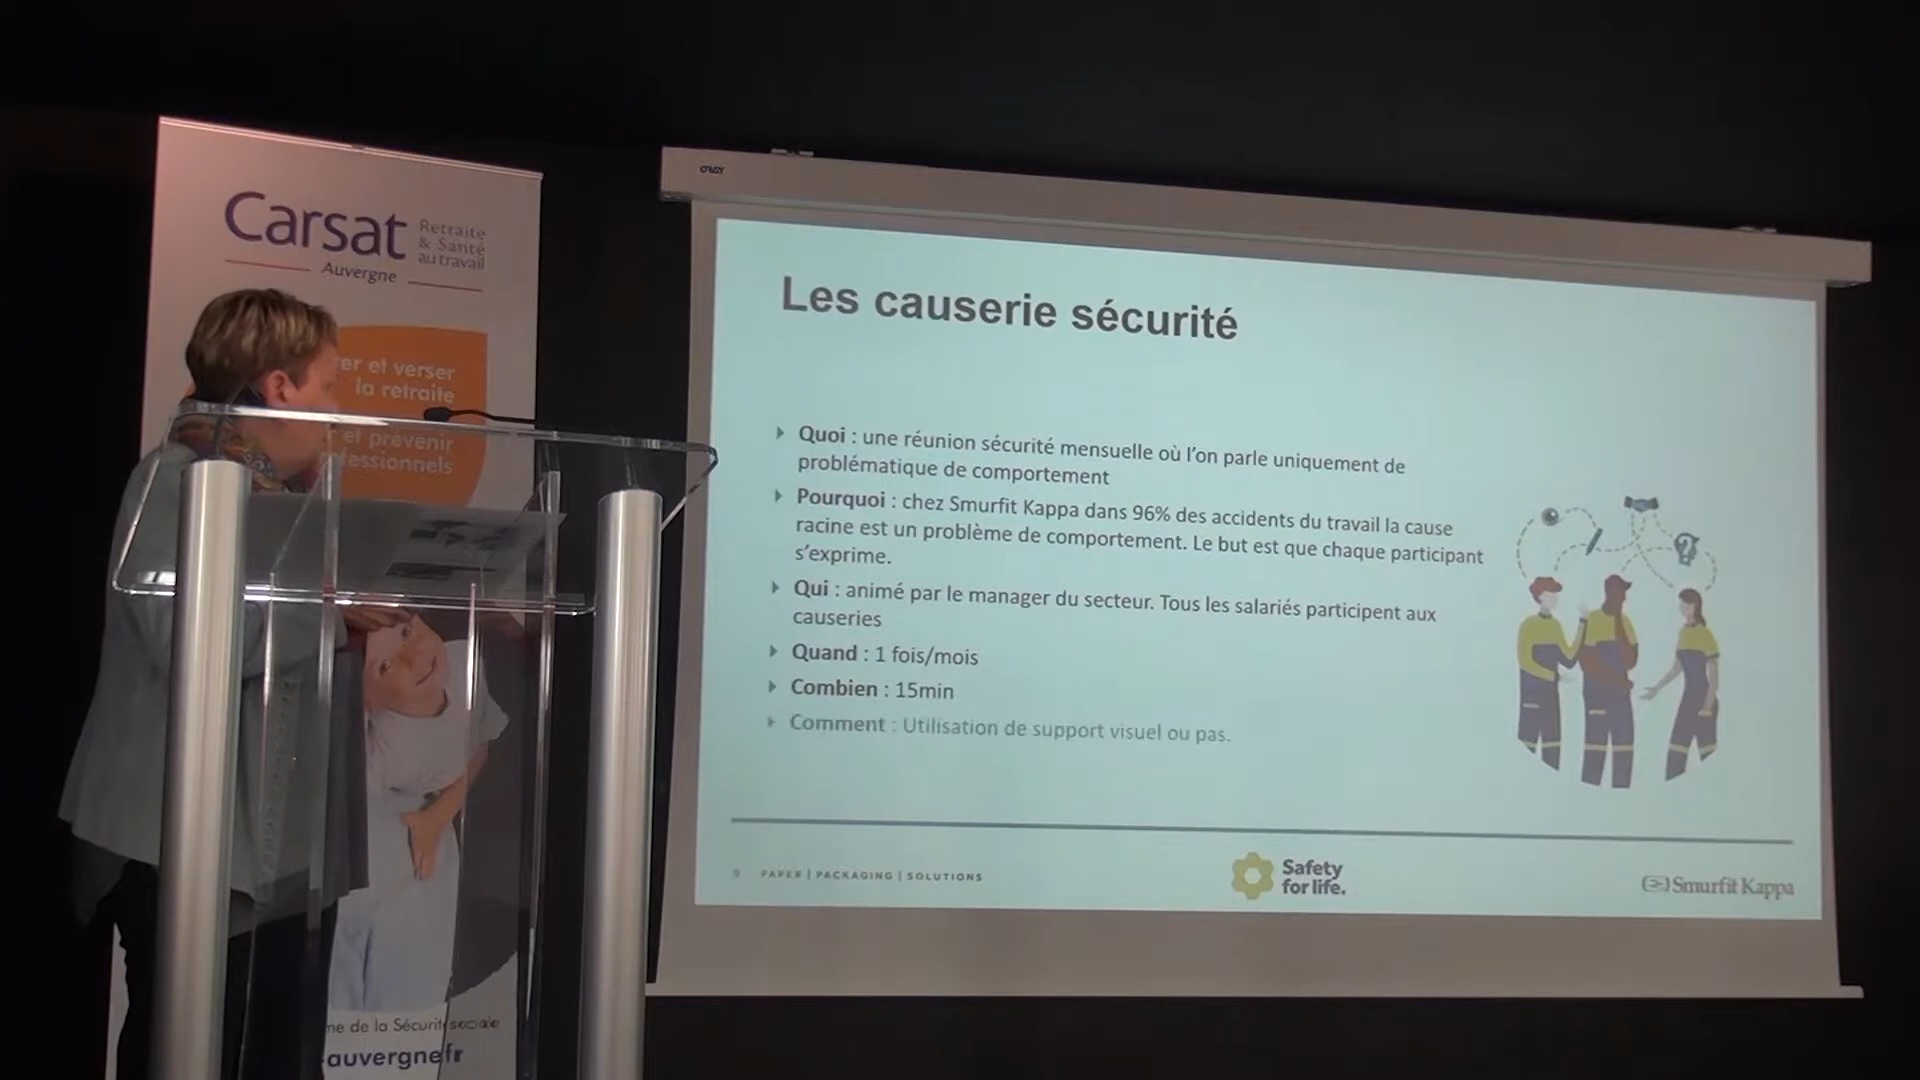 Carsat
Retraite
& Santé
au travail
Auvergne
er et verser
la retraite
et prévenir
fessionnels
me de la Sécurité sociale
auvergne.fr
ORAY
Les causerie sécurité
Quoi : une réunion sécurité mensuelle où l'on parle uniquement de
problématique de comportement
Pourquoi : chez Smurfit Kappa dans 96% des accidents du travail la cause
racine est un problème de comportement. Le but est que chaque participant
s'exprime.
Qui : animé par le manager du secteur. Tous les salariés participent aux
causeries
Quand : 1 fois/mois
Combien : 15min
Comment : Utilisation de support visuel ou pas.
9 PAPER | PACKAGING | SOLUTIONS
Safety
for life.
Smurfit Kappa